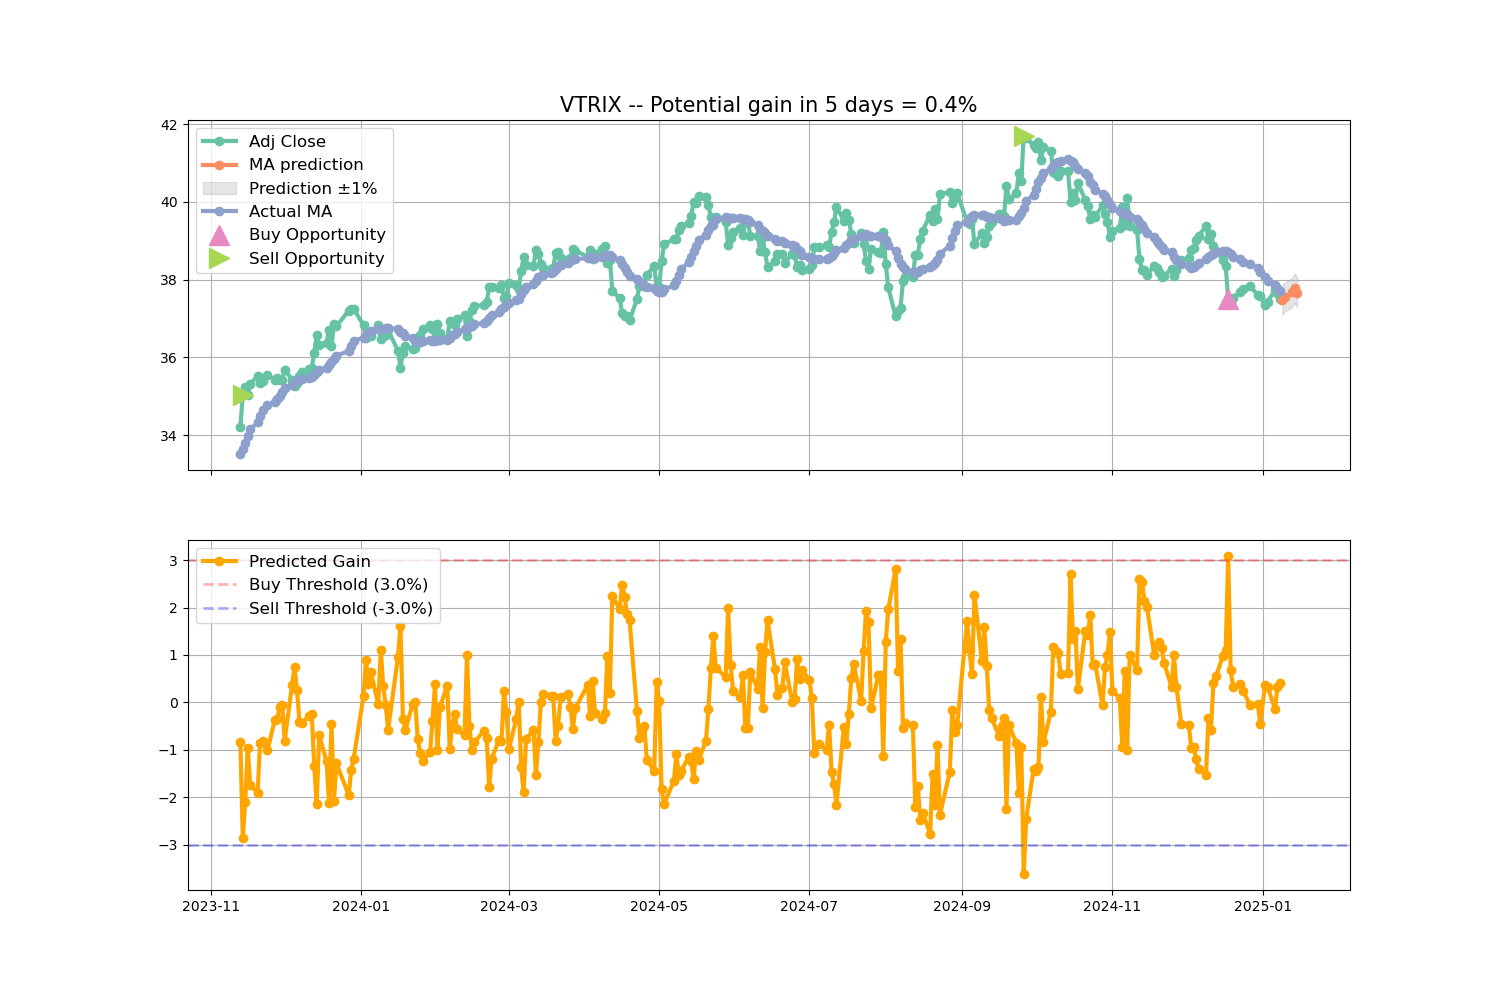 VTRIX -- Potential gain in 5 days = 0.4%
42
40
38
36
34
Adj Close
MA prediction
Prediction ±1%
Actual MA
Buy Opportunity
Sell Opportunity
3
2
1
0
−1
−2
−3
Predicted Gain
Buy Threshold (3.0%)
Sell Threshold (-3.0%)
2023-11
2024-01
2024-03
2024-05
2024-07
2024-09
2024-11
2025-01